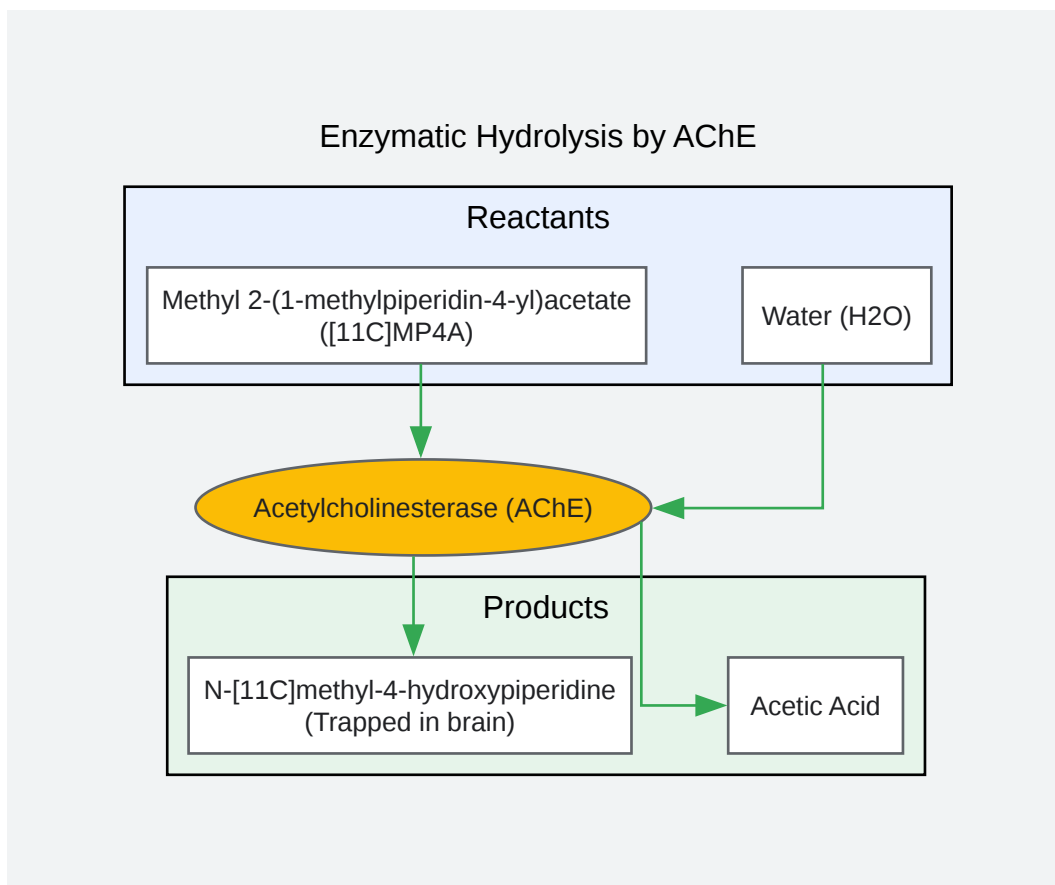 Enzymatic Hydrolysis by AChE
Reactants
Methyl 2-(1-methylpiperidin-4-yl)acetate
([11C]MP4A)
Water (H2O)
Acetylcholinesterase (AChE)
Products
N-[11C]methyl-4-hydroxypiperidine
(Trapped in brain)
Acetic Acid